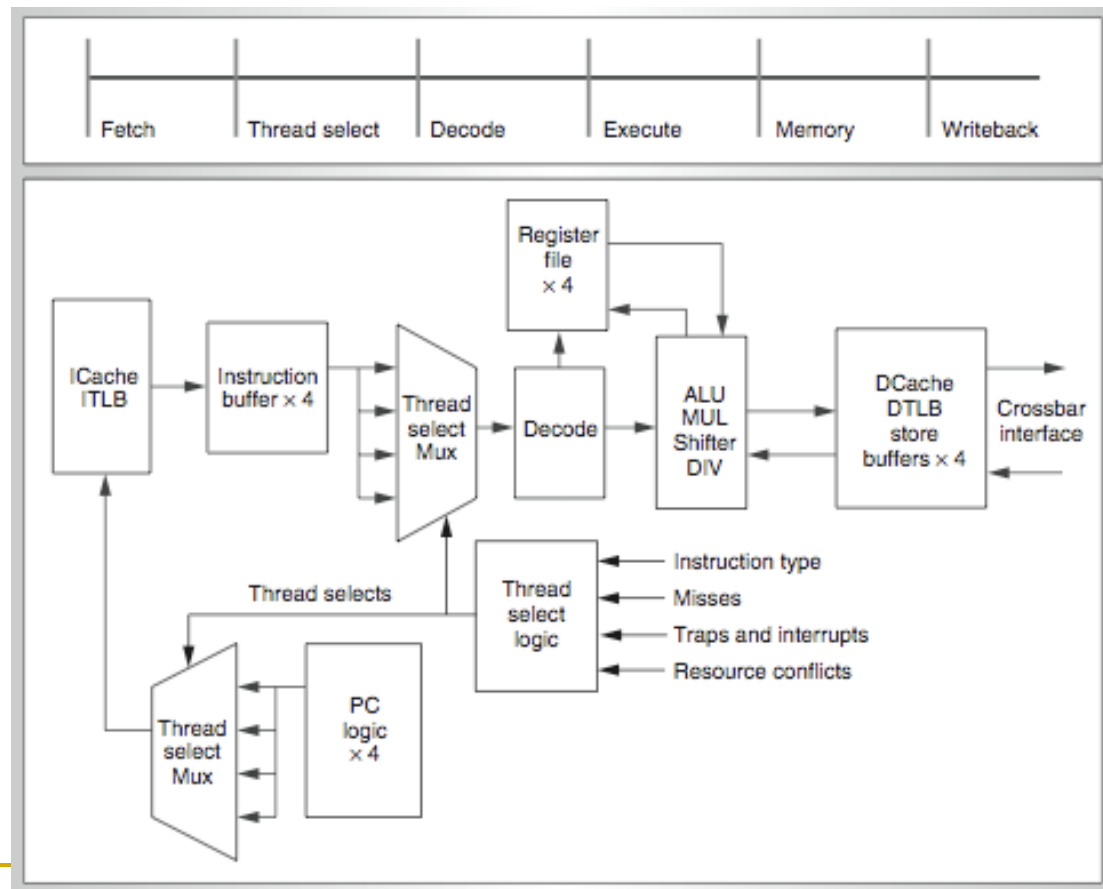 Fetch
Thread select
Decode
Execute
Memory
Writeback
Register
file
× 4
ICache
ITLB
Instruction
buffer × 4
Thread
select
Mux
Decode
ALU
MUL
Shifter
DIV
DCache
DTLB
store
buffers × 4
Crossbar
interface
Thread selects
Thread
select
logic
Instruction type
Misses
Traps and interrupts
Resource conflicts
Thread
select
Mux
PC
logic
× 4